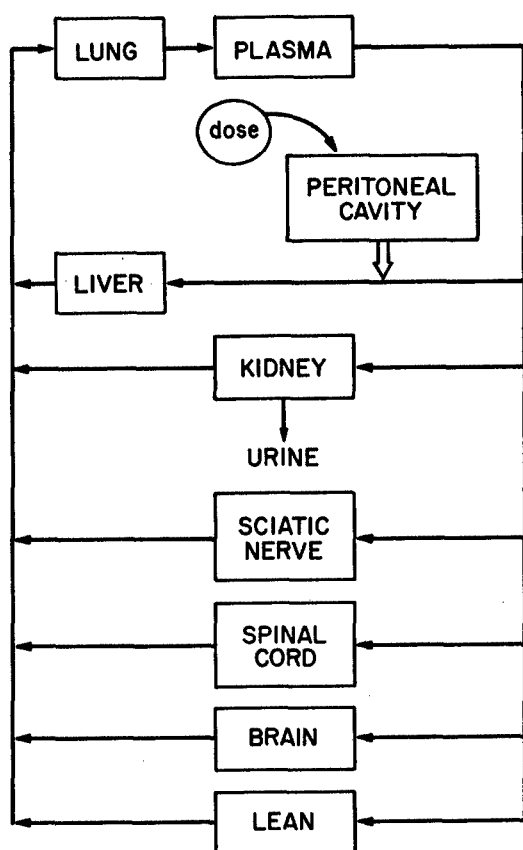 LUNG
PLASMA
dose
PERITONEAL
CAVITY
LIVER
KIDNEY
URINE
SCIATIC
NERVE
SPINAL
CORD
BRAIN
LEAN